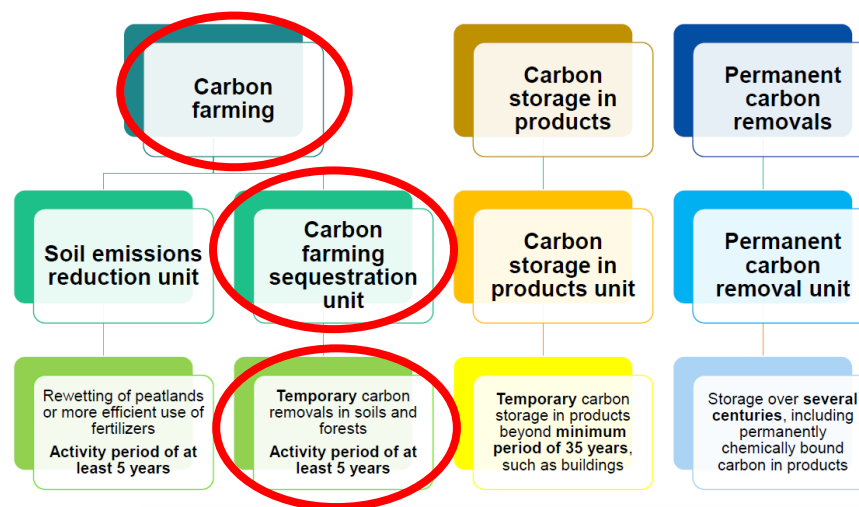 Carbon
farming
Carbon
storage in
products
Permanent
carbon
removals
Soil emissions
reduction unit
Carbon
farming
sequestration
unit
Carbon
storage in
products unit
Permanent
carbon
removal unit
Rewetting of peatlands
or more efficient use of
fertilizers
Activity period of at
least 5 years
Temporary carbon
removals in soils and
forests
Activity period of at
least 5 years
Temporary carbon
storage in products
beyond minimum
period of 35 years,
such as buildings
Storage over several
centuries, including
permanently
chemically bound
carbon in products